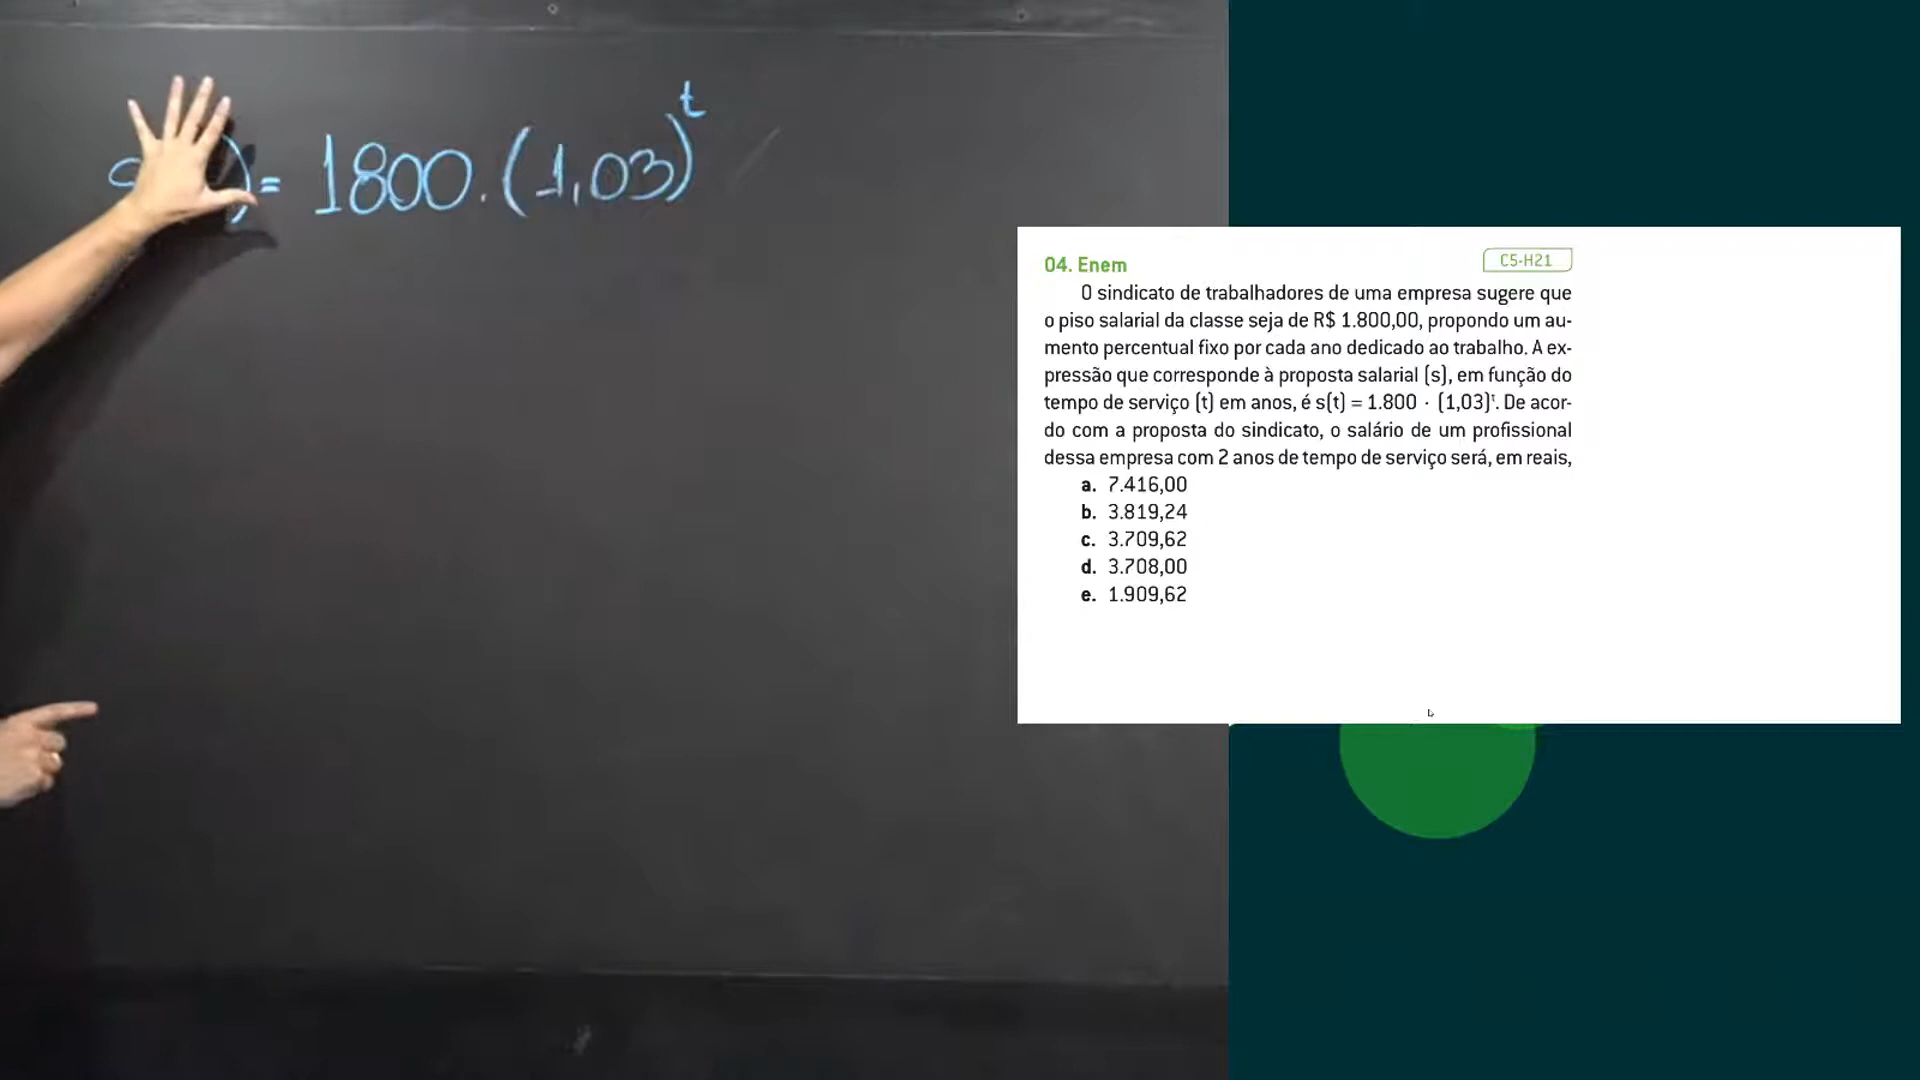 = 1800.(1,03)^t
04. Enem
C5-H21
O sindicato de trabalhadores de uma empresa sugere que
o piso salarial da classe seja de R$ 1.800,00, propondo um au-
mento percentual fixo por cada ano dedicado ao trabalho. A ex-
pressão que corresponde à proposta salarial (s), em função do
tempo de serviço (t) em anos, é s(t) = 1.800 · (1,03)ᵗ. De acor-
do com a proposta do sindicato, o salário de um profissional
dessa empresa com 2 anos de tempo de serviço será, em reais,
a. 7.416,00
b. 3.819,24
c. 3.709,62
d. 3.708,00
e. 1.909,62